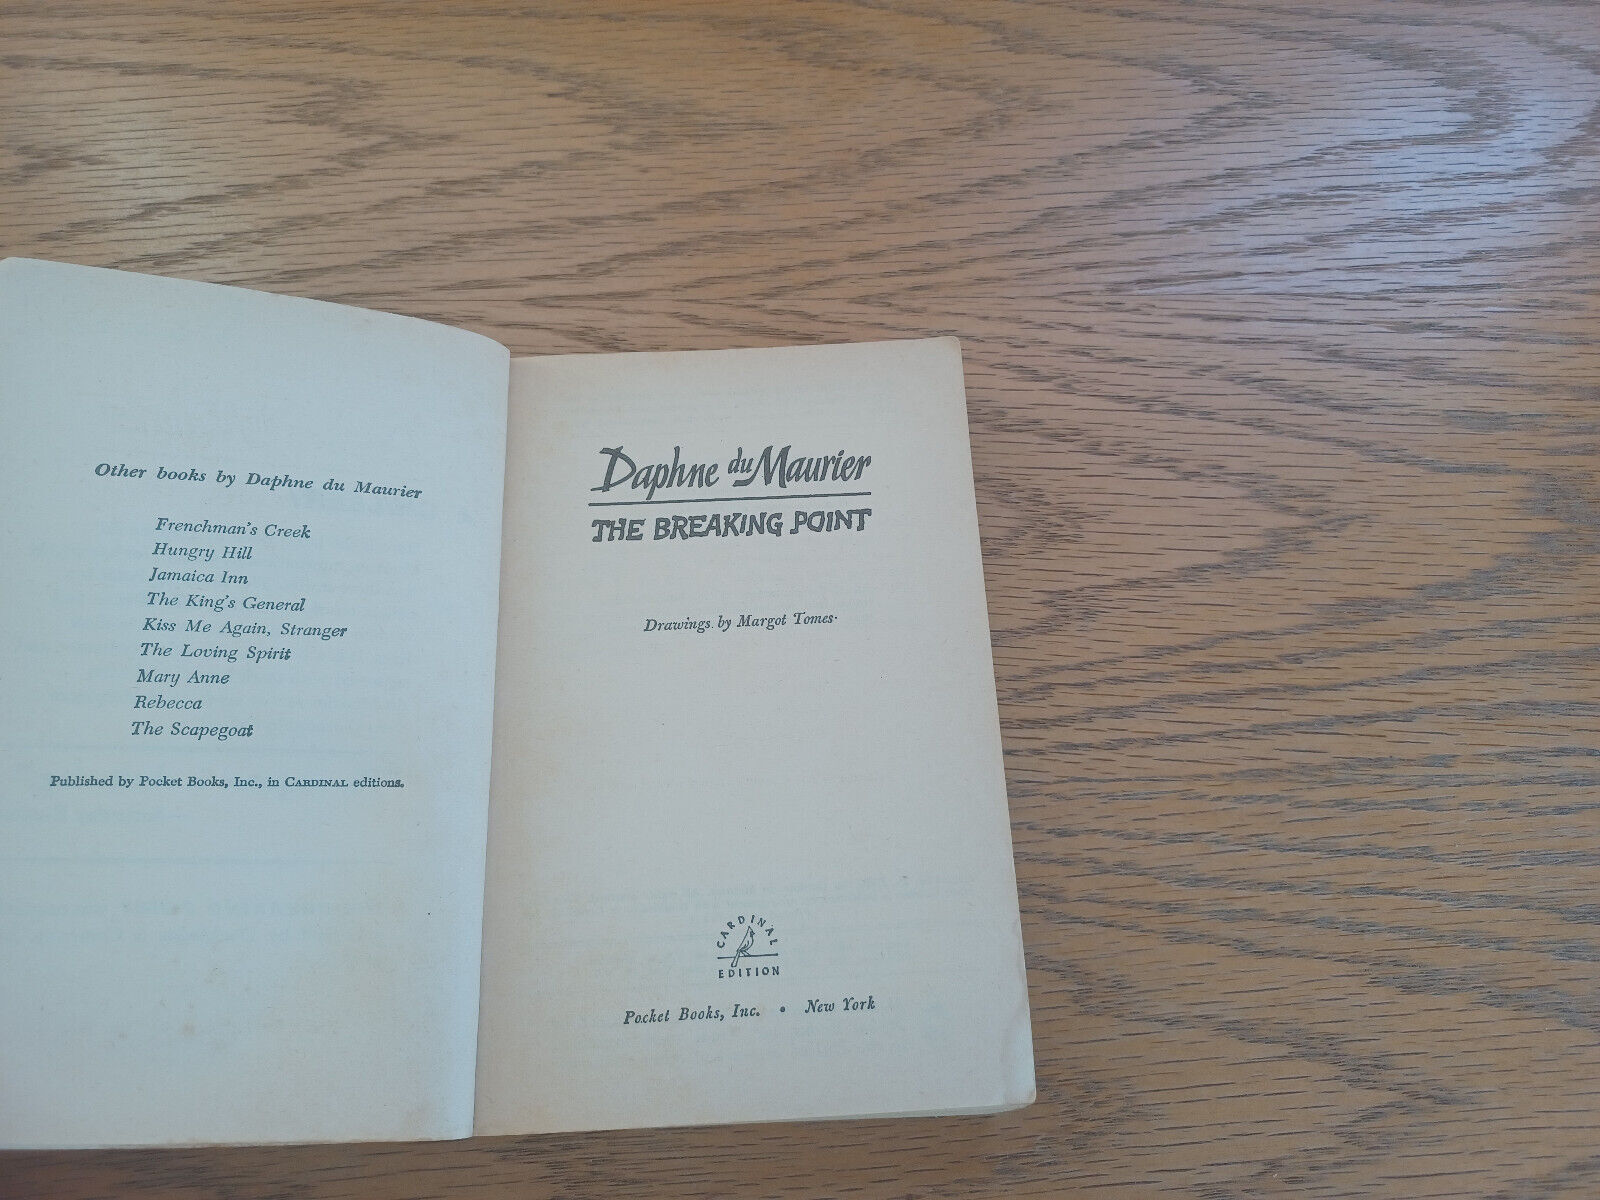 Other books by Daphne du Maurier
Frenchman's Creek
Hungry Hill
Jamaica Inn
The King's General
Kiss Me Again, Stranger
The Loving Spirit
Mary Anne
Rebecca
The Scapegoat
Published by Pocket Books, Inc., in CARDINAL editions.
Daphne du Maurier
THE BREAKING POINT
Drawings by Margot Tomes
CARDINAL
EDITION
Pocket Books, Inc. • New York